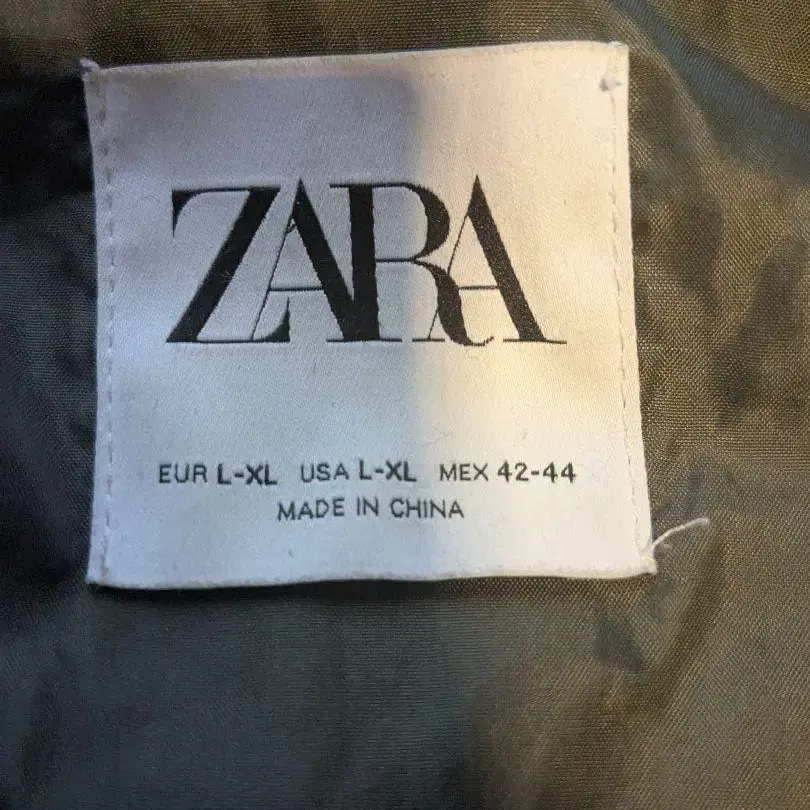 ZARA
EUR L-XL USA L-XL MEX 42-44
MADE IN CHINA